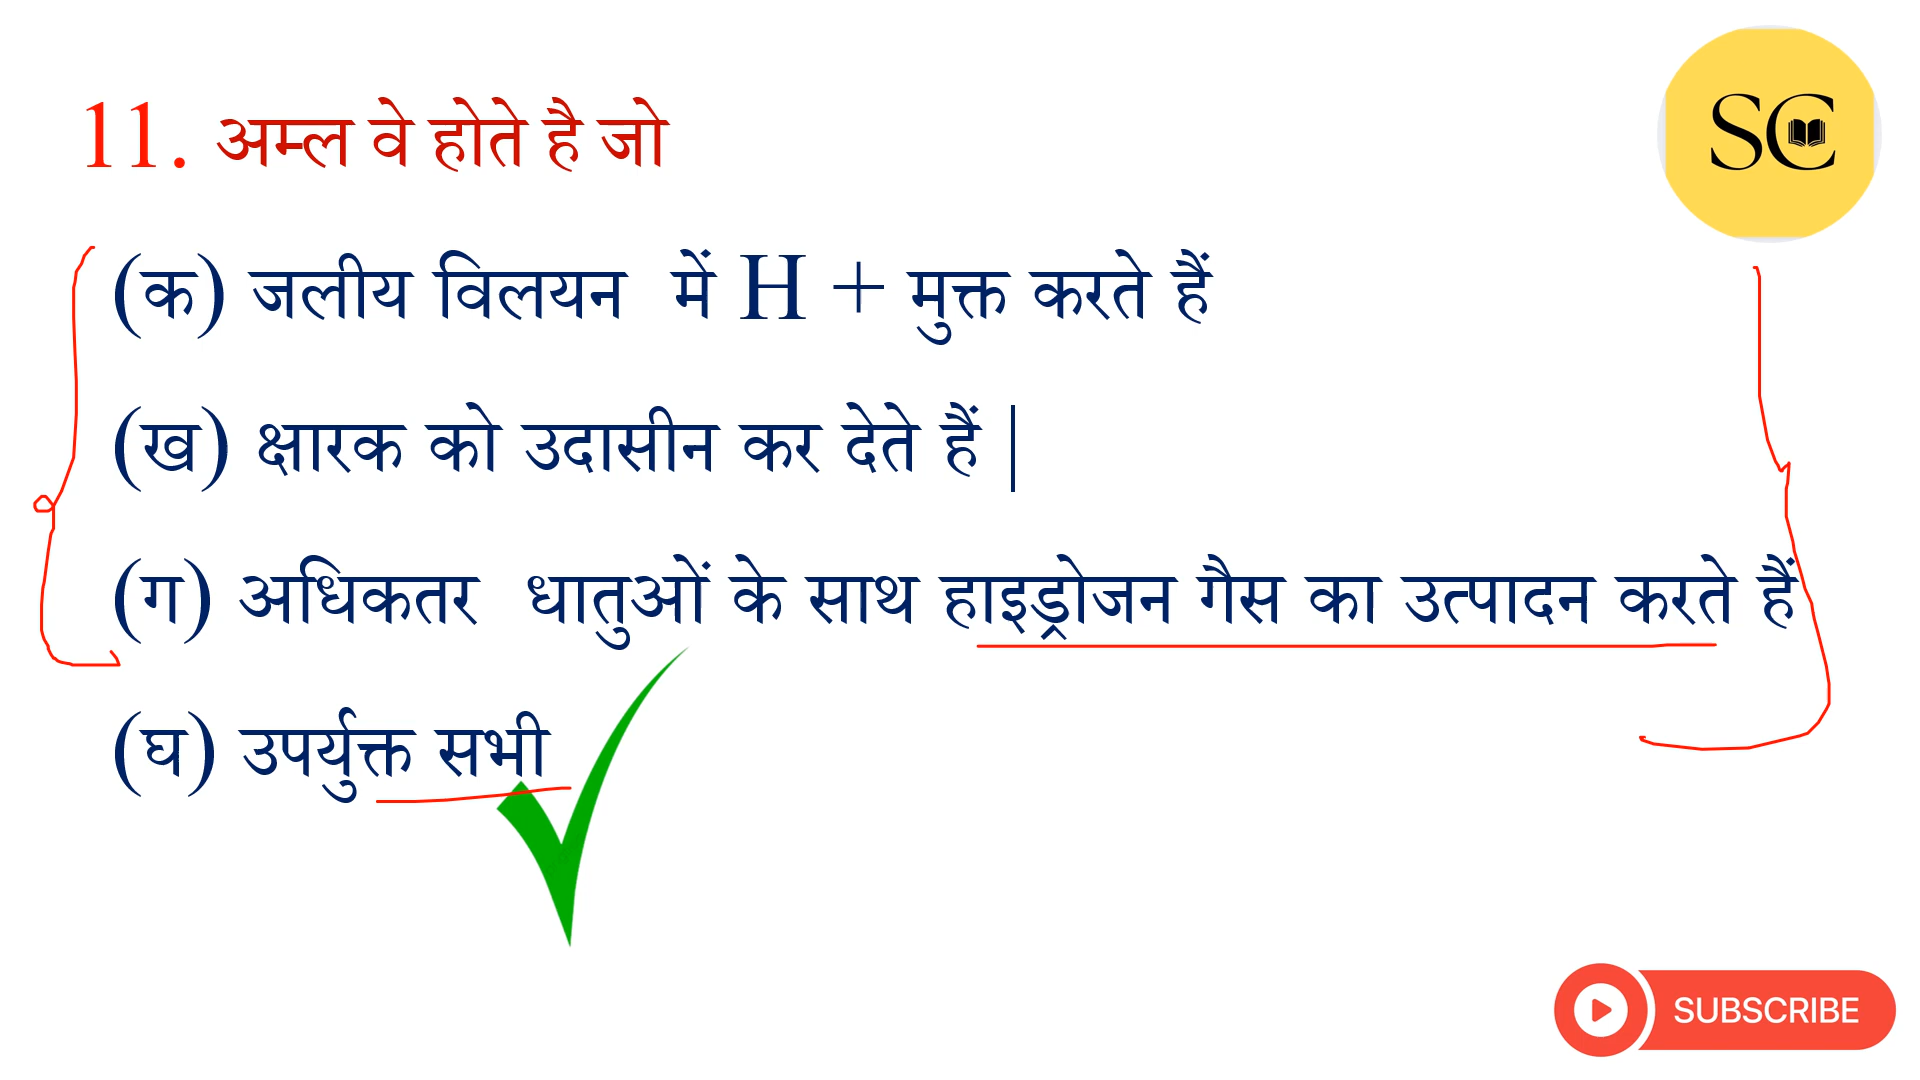 11. अम्ल वे होते है जो
SC
(क) जलीय विलयन में H + मुक्त करते हैं
(ख) क्षारक को उदासीन कर देते हैं |
(ग) अधिकतर धातुओं के साथ हाइड्रोजन गैस का उत्पादन करते हैं
(घ) उपर्युक्त सभी
SUBSCRIBE